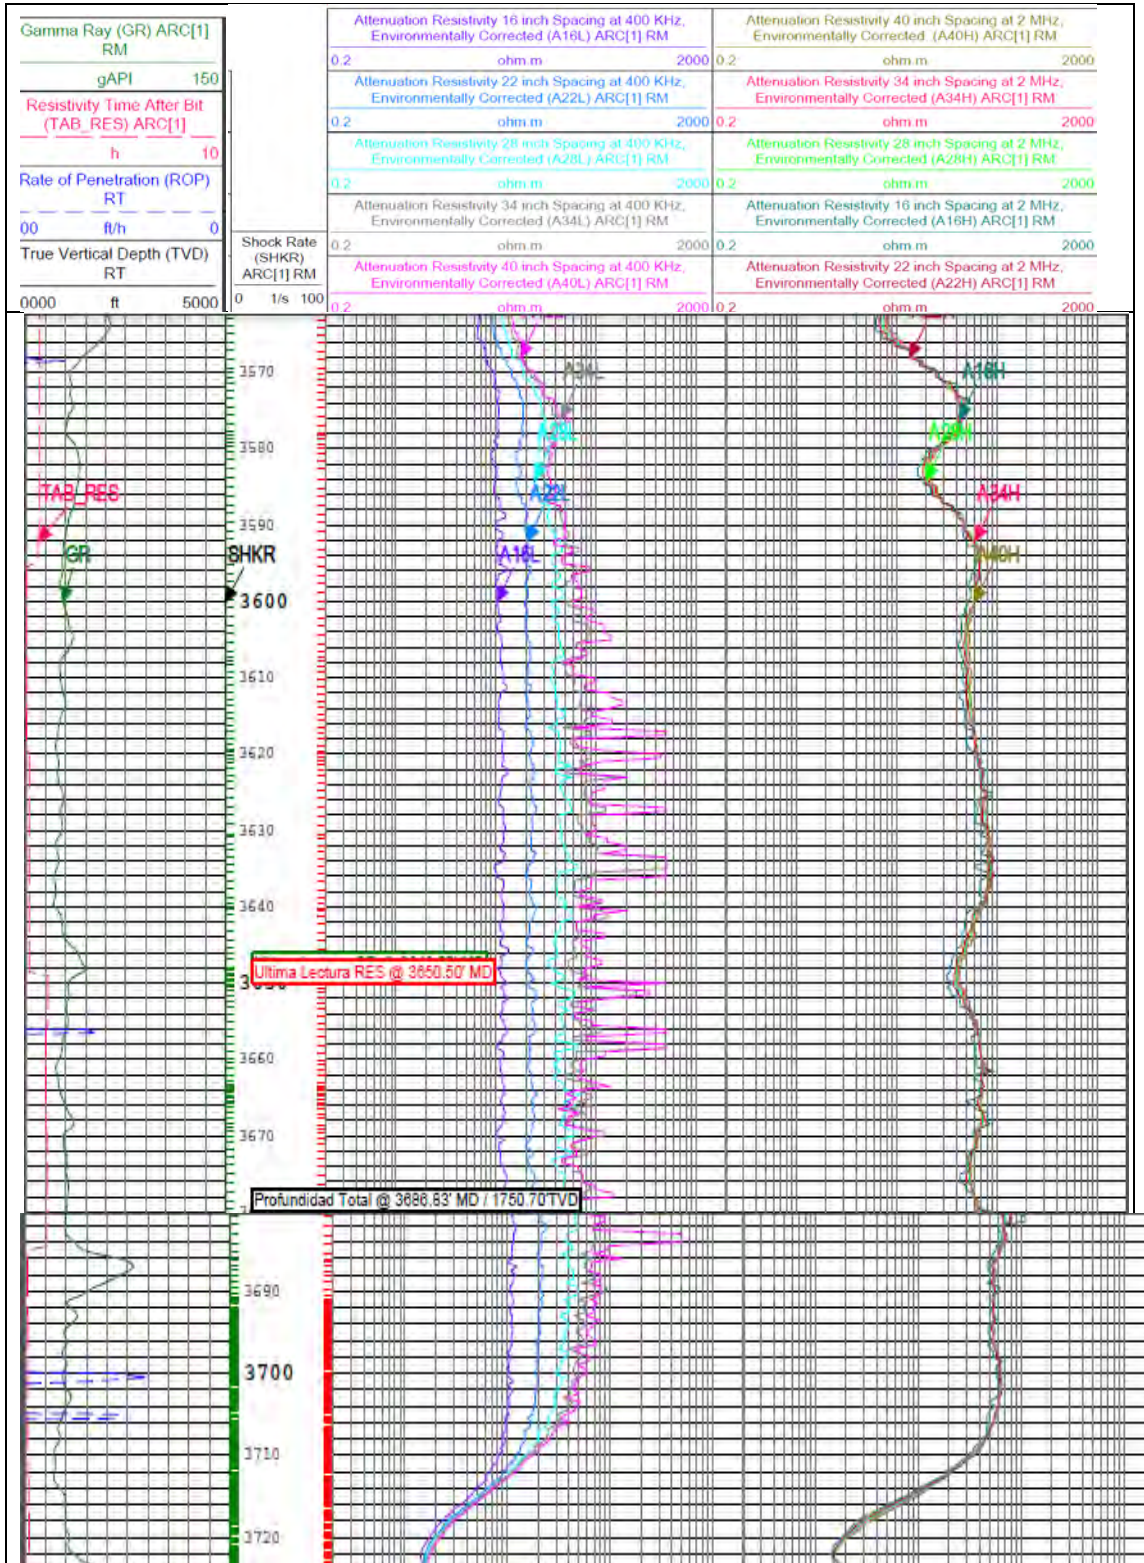 Gamma Ray (GR) ARC[1]
RM
gAPI 150
Resistivity Time After Bit
(TAB_RES) ARC[1]
h 10
Rate of Penetration (ROP)
RT
00 ft/h 0
True Vertical Depth (TVD)
RT
0000 ft 5000
Shock Rate
(SHKR)
ARC[1] RM
0 1/s 100
Attenuation Resistivity 16 inch Spacing at 400 KHz,
Environmentally Corrected (A16L) ARC[1] RM
0.2 ohm.m 2000
Attenuation Resistivity 22 inch Spacing at 400 KHz,
Environmentally Corrected (A22L) ARC[1] RM
0.2 ohm.m 2000
Attenuation Resistivity 28 inch Spacing at 400 KHz,
Environmentally Corrected (A28L) ARC[1] RM
0.2 ohm.m 2000
Attenuation Resistivity 34 inch Spacing at 400 KHz,
Environmentally Corrected (A34L) ARC[1] RM
0.2 ohm.m 2000
Attenuation Resistivity 40 inch Spacing at 400 KHz,
Environmentally Corrected (A40L) ARC[1] RM
0.2 ohm.m 2000
Attenuation Resistivity 40 inch Spacing at 2 MHz,
Environmentally Corrected (A40H) ARC[1] RM
0.2 ohm.m 2000
Attenuation Resistivity 34 inch Spacing at 2 MHz,
Environmentally Corrected (A34H) ARC[1] RM
0.2 ohm.m 2000
Attenuation Resistivity 28 inch Spacing at 2 MHz,
Environmentally Corrected (A28H) ARC[1] RM
0.2 ohm.m 2000
Attenuation Resistivity 16 inch Spacing at 2 MHz,
Environmentally Corrected (A16H) ARC[1] RM
0.2 ohm.m 2000
Attenuation Resistivity 22 inch Spacing at 2 MHz,
Environmentally Corrected (A22H) ARC[1] RM
0.2 ohm.m 2000
3570 A34L A16H
A28L A28H
3580
TAB_RES A22L A34H
3590
GR SHKR A16L A40H
3600
3610
3620
3630
3640
Ultima Lectura RES @ 3650.50' MD
3660
3670
Profundidad Total @ 3686.83' MD / 1750.70'TVD
3690
3700
3710
3720